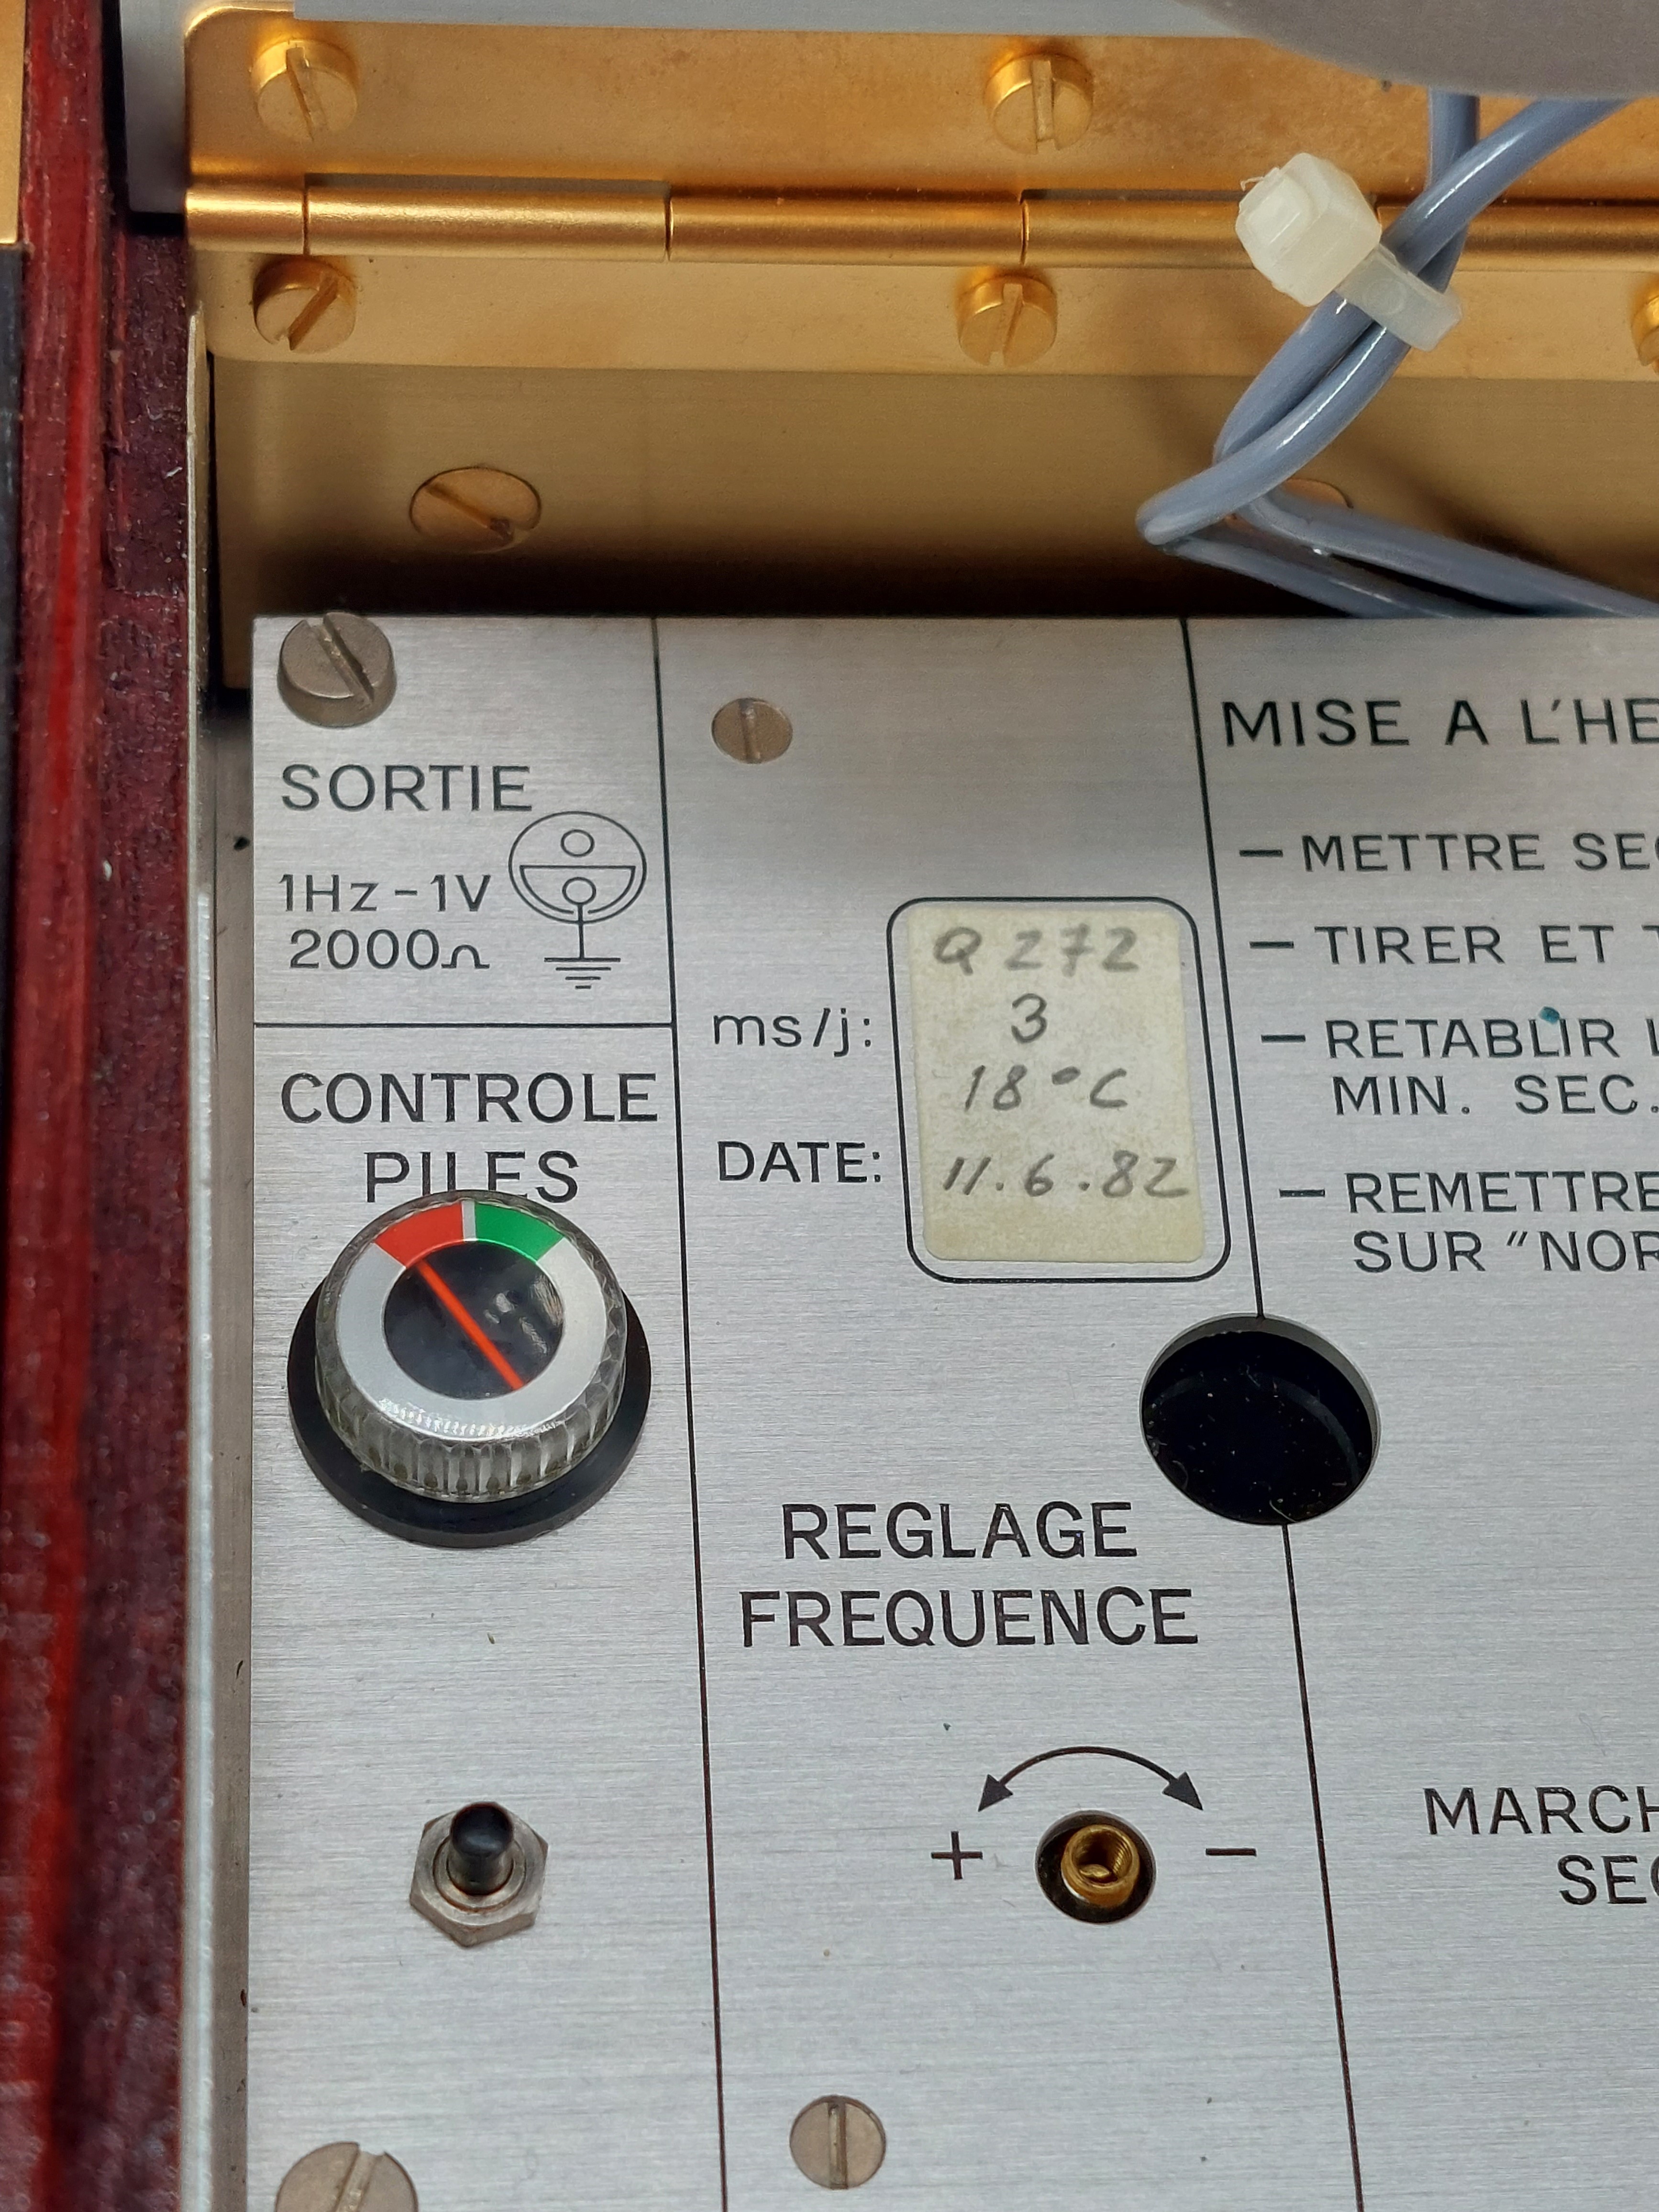 SORTIE
1Hz-1V
2000Ω
CONTROLE
PILES
Q 272
ms/j: 3
18°C
DATE: 11.6.82
REGLAGE
FREQUENCE
+ −
MISE A L'HE
— METTRE SEC
— TIRER ET T
— RETABLIR L
MIN. SEC.
— REMETTRE
SUR "NOR
MARCH
SEC